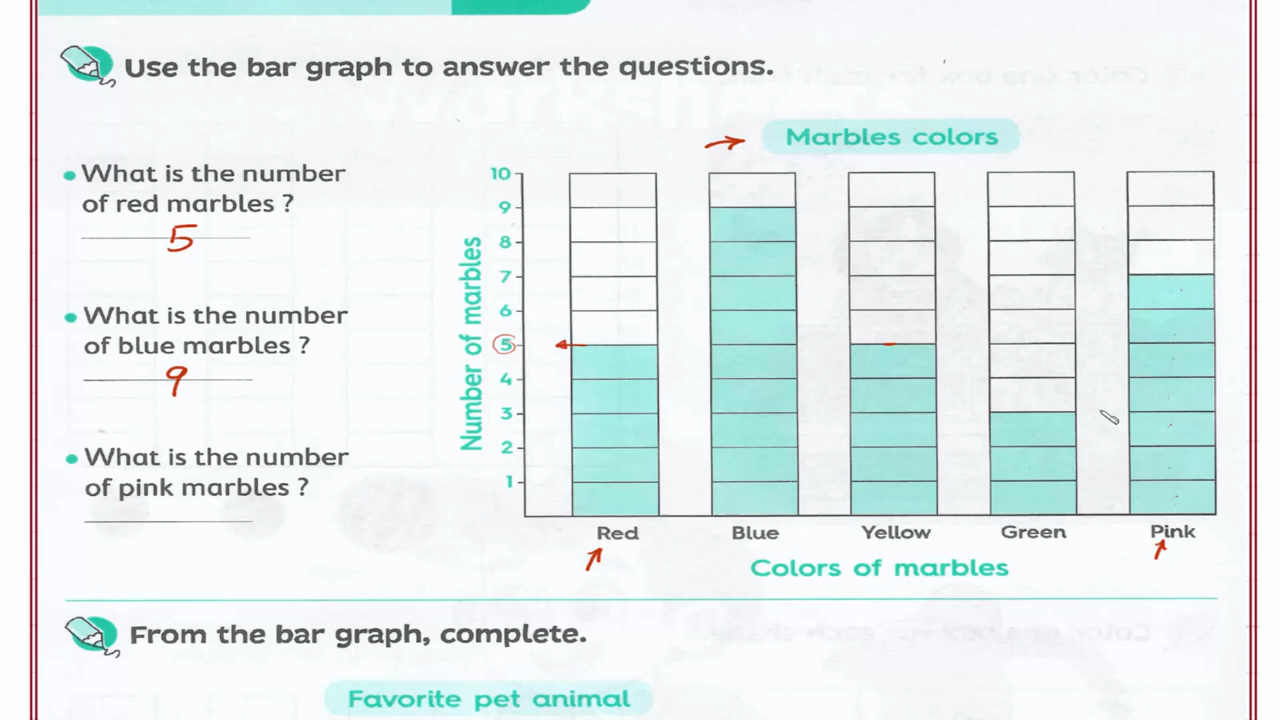 Use the bar graph to answer the questions.
Marbles colors
• What is the number
of red marbles ?
5
• What is the number
of blue marbles ?
9
• What is the number
of pink marbles ?
Number of marbles
10
9
8
7
6
5
4
3
2
1
Red Blue Yellow Green Pink
Colors of marbles
From the bar graph, complete.
Favorite pet animal